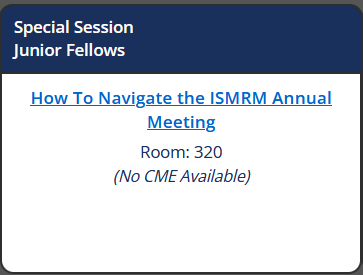 Special Session
Junior Fellows
How To Navigate the ISMRM Annual
Meeting
Room: 320
(No CME Available)